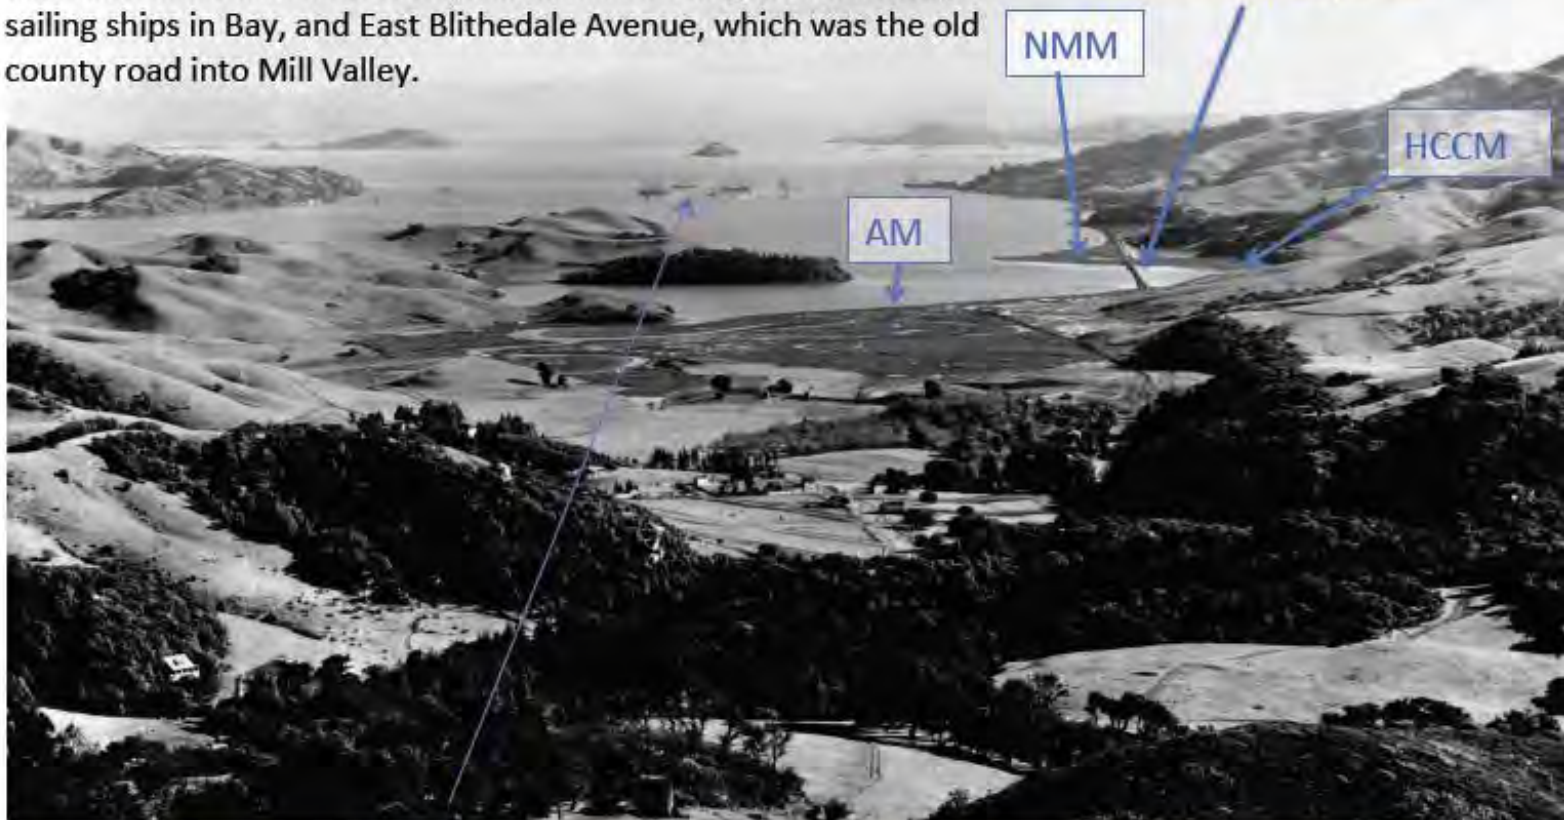 sailing ships in Bay, and East Blithedale Avenue, which was the old
county road into Mill Valley.
NMM
HCCM
AM